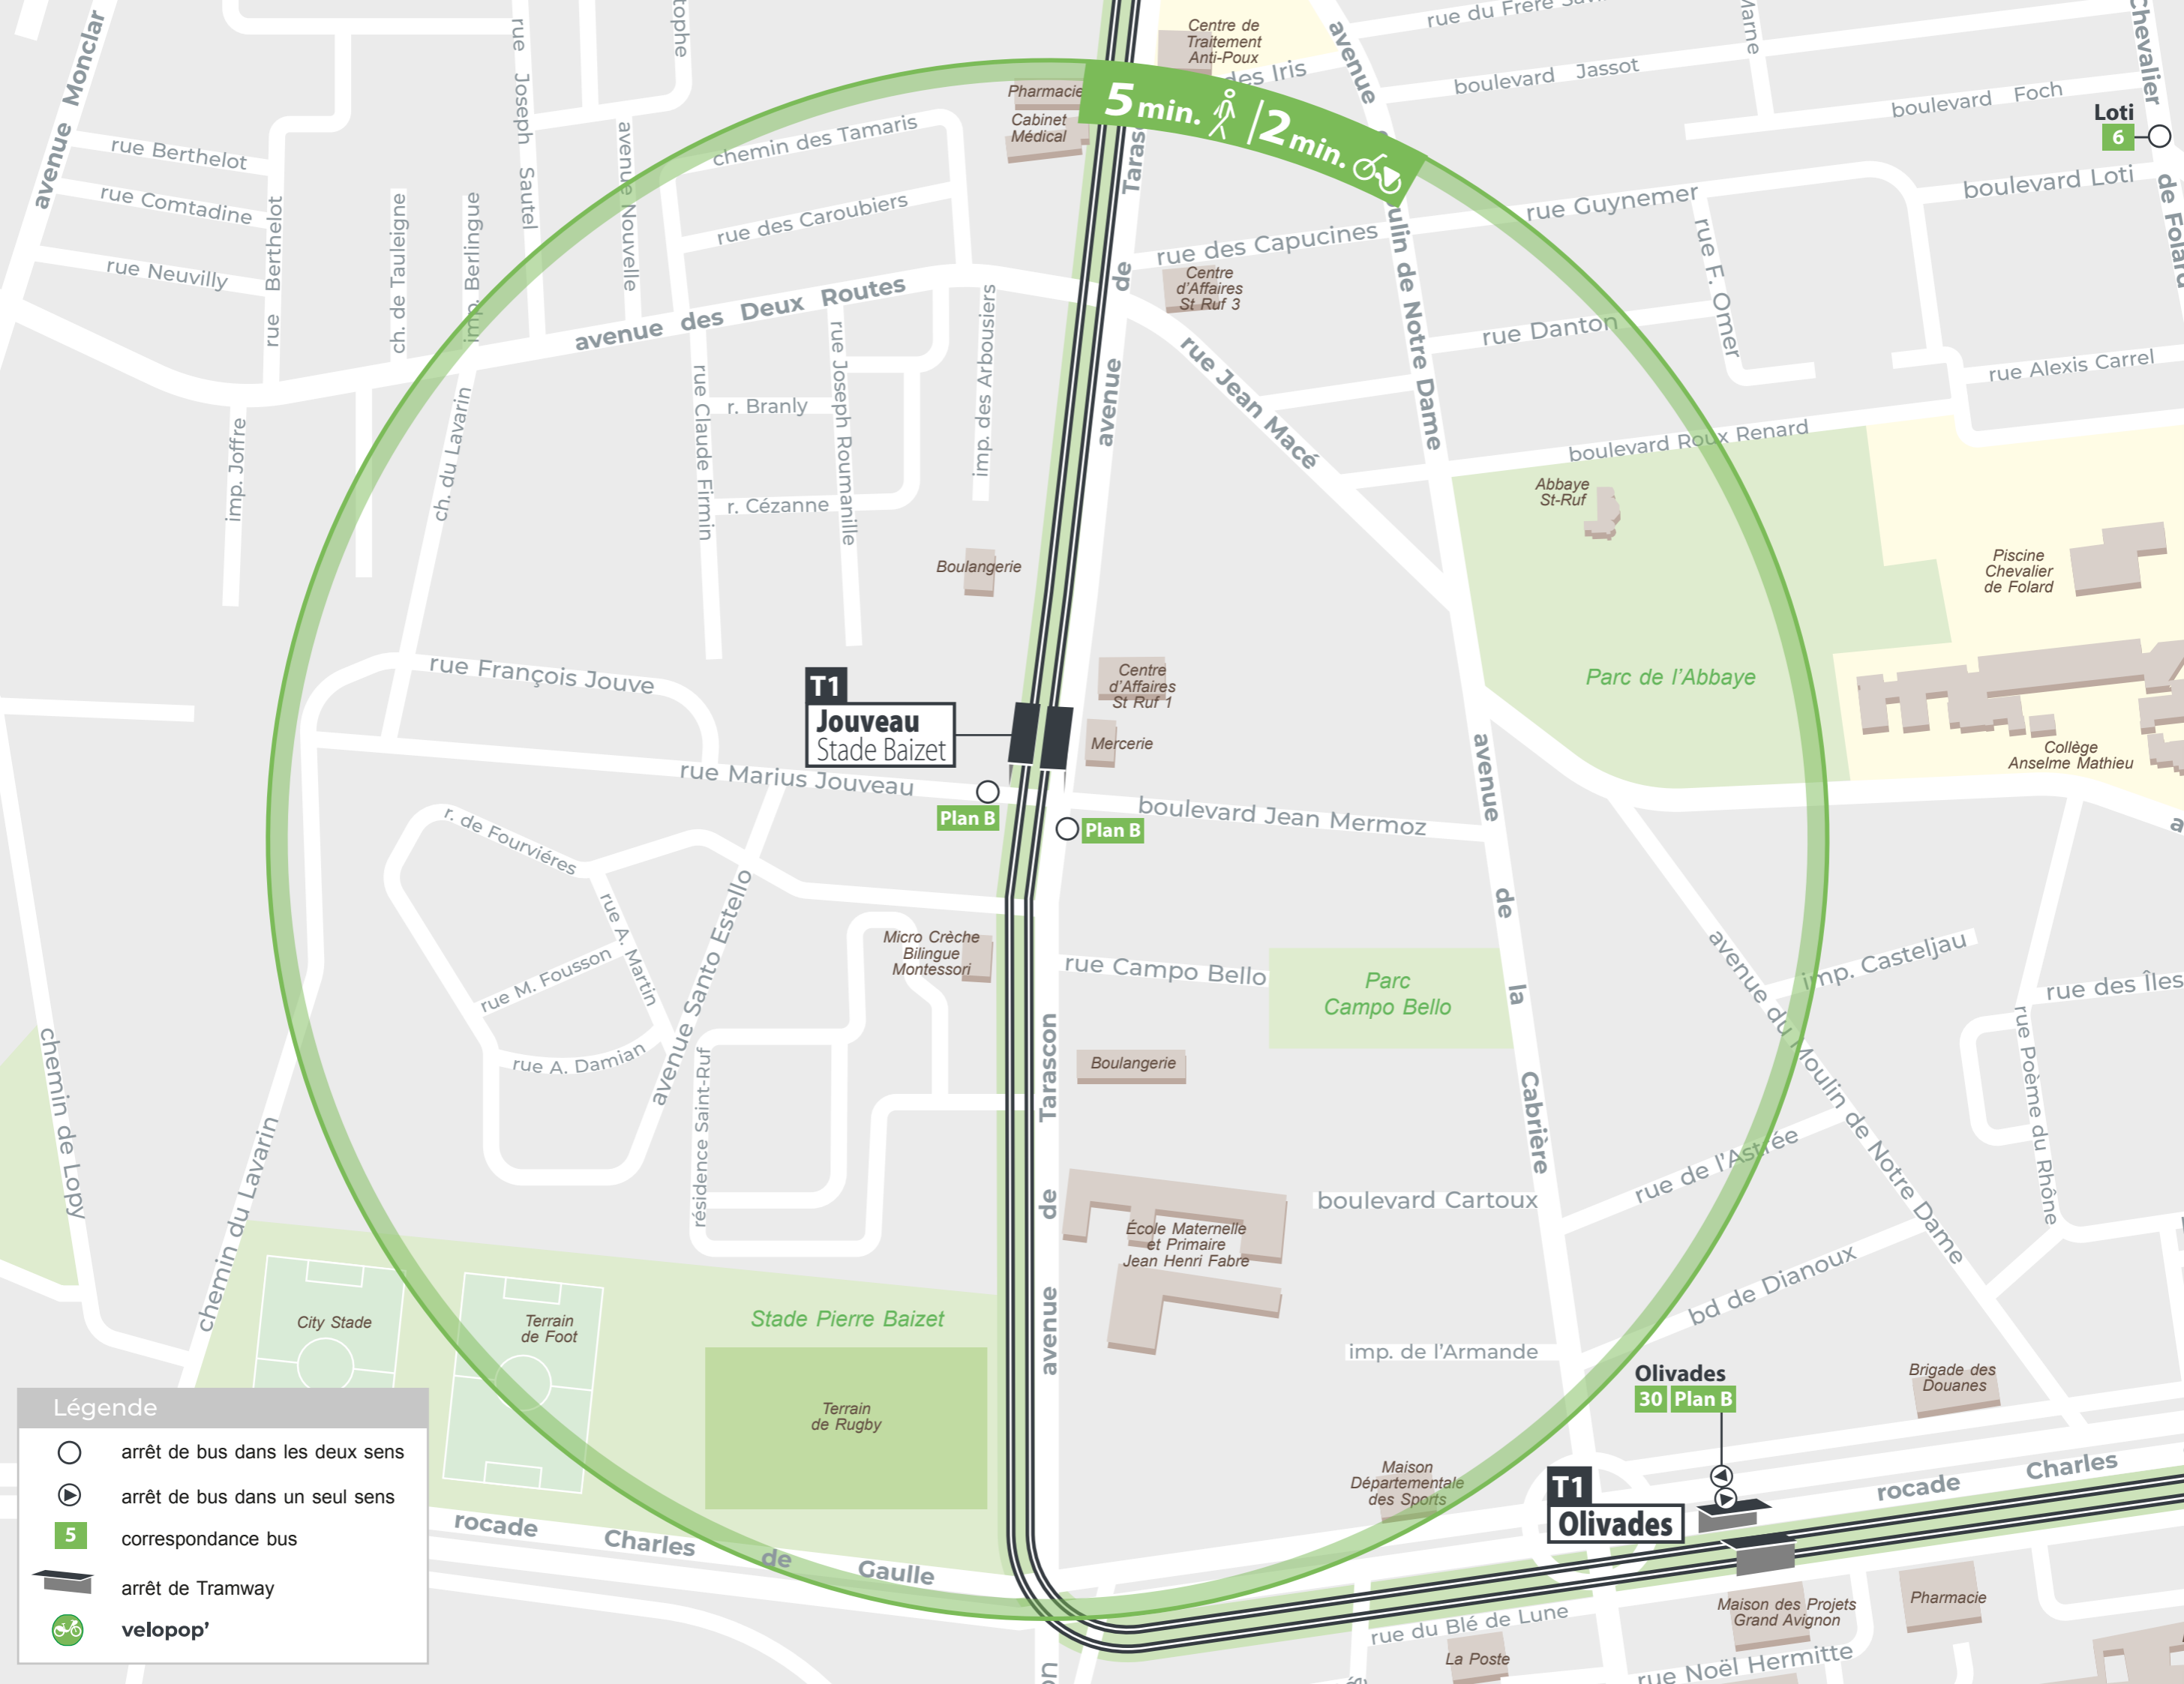 avenue Monclar
rue Joseph Sautel
avenue Nouvelle
Centre de
Traitement
Anti-Poux
des Iris
avenue
boulevard Jassot
boulevard Foch
Chevalier
de Folard
Loti
6
boulevard Loti
Pharmacie
Cabinet
Médical
5 min. / 2 min.
rue Berthelot
rue Comtadine
rue Neuvilly
rue Berthelot
ch. de Tauleigne
imp. Berlingue
chemin des Tamaris
rue des Caroubiers
avenue des Deux Routes
rue des Capucines
rue Guynemer
rue F. Omer
Centre
d'Affaires
St Ruf 3
rue Danton
rue Alexis Carrel
rue Jean Macé
boulevard Roux Renard
imp. Joffre
ch. du Lavarin
rue Claude Firmin
r. Branly
r. Cézanne
rue Joseph Roumanille
imp. des Arbousiers
avenue de
Boulangerie
Abbaye
St-Ruf
Piscine
Chevalier
de Folard
Parc de l'Abbaye
Collège
Anselme Mathieu
rue François Jouve
T1
Jouveau
Stade Baizet
Centre
d'Affaires
St Ruf 1
Mercerie
rue Marius Jouveau
Plan B
Plan B
boulevard Jean Mermoz
avenue de la Cabrière
r. de Fourviéres
rue A. Martin
rue M. Fousson
rue A. Damian
avenue Santo Estello
résidence Saint-Ruf
Micro Crèche
Bilingue
Montessori
rue Campo Bello
Parc
Campo Bello
Boulangerie
avenue de Tarascon
avenue du Moulin de Notre Dame
imp. Casteljau
rue des Îles
rue Poème du Rhône
rue de l'Astrée
bd de Dianoux
chemin de Lopy
chemin du Lavarin
École Maternelle
et Primaire
Jean Henri Fabre
boulevard Cartoux
imp. de l'Armande
City Stade
Terrain
de Foot
Stade Pierre Baizet
Terrain
de Rugby
Olivades
30 Plan B
Brigade des
Douanes
Maison
Départementale
des Sports
T1
Olivades
rocade Charles
rocade Charles de Gaulle
rue du Blé de Lune
La Poste
Maison des Projets
Grand Avignon
Pharmacie
rue Noël Hermitte
Légende
arrêt de bus dans les deux sens
arrêt de bus dans un seul sens
5
correspondance bus
arrêt de Tramway
velopop'